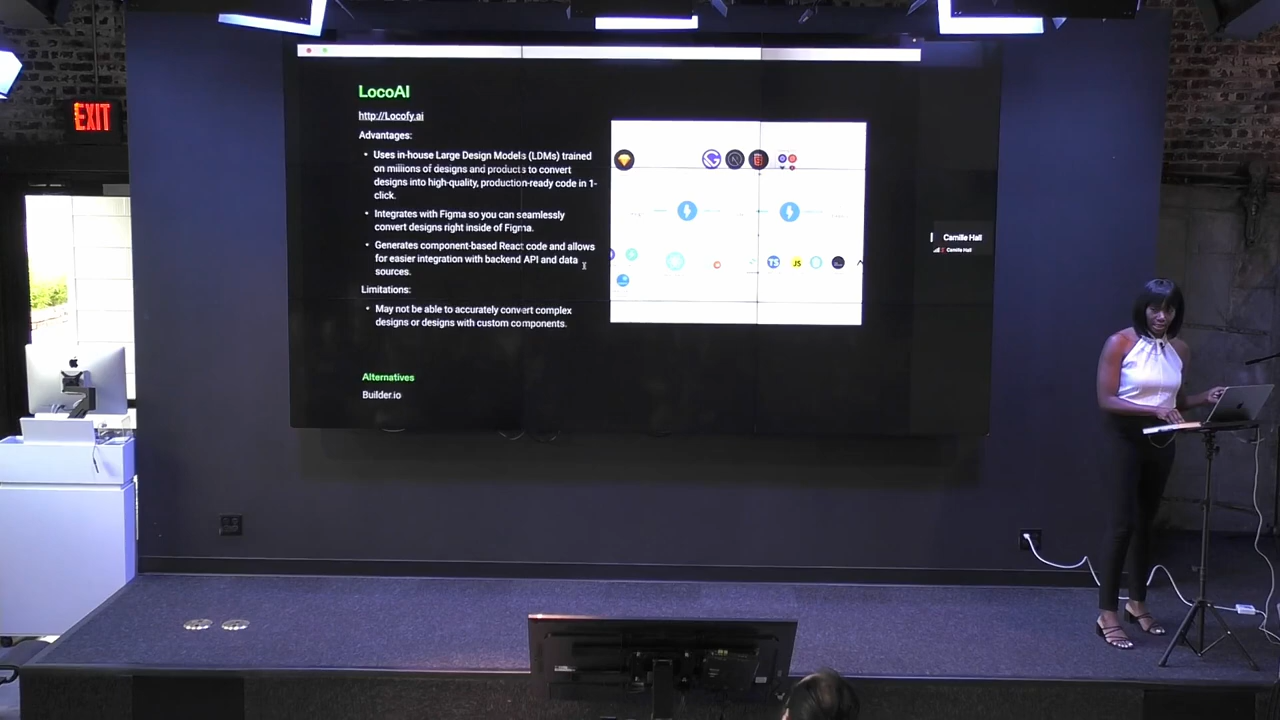 EXIT
LocoAI
http://Locofy.ai
Advantages:
• Uses in-house Large Design Models (LDMs) trained
on millions of designs and products to convert
designs into high-quality, production-ready code in 1-
click.
• Integrates with Figma so you can seamlessly
convert designs right inside of Figma.
• Generates component-based React code and allows
for easier integration with backend API and data
sources.
Limitations:
• May not be able to accurately convert complex
designs or designs with custom components.
Alternatives
Builder.io
TS
JS
Camille Hall
Camille Hall